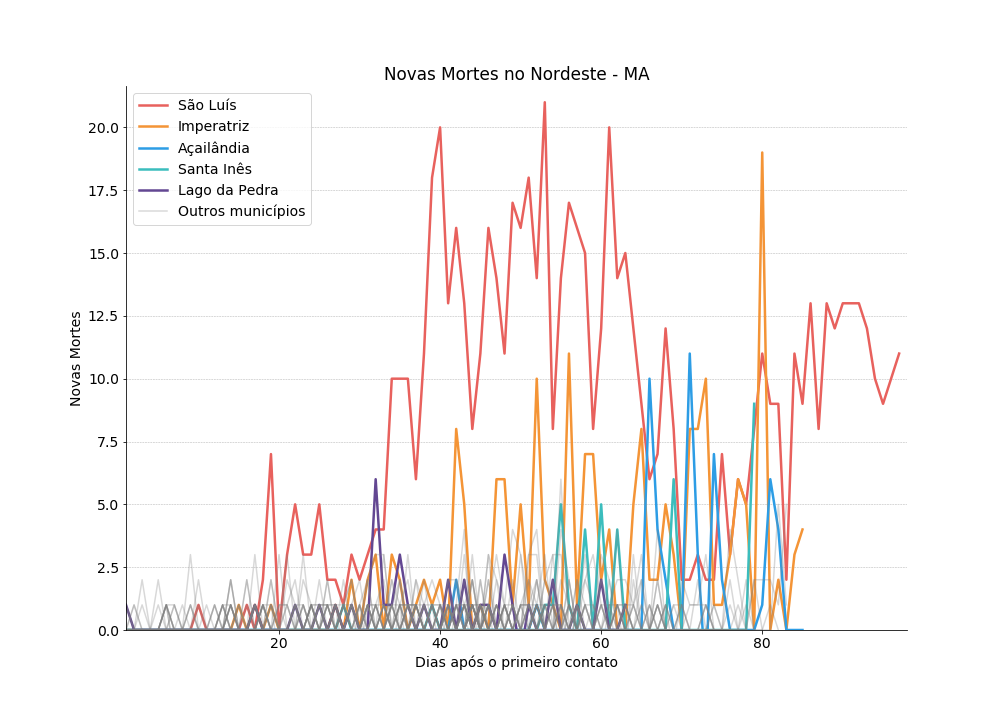 Novas Mortes no Nordeste - MA
São Luís
Imperatriz
Açailândia
Santa Inês
Lago da Pedra
Outros municípios
Novas Mortes
20.0
17.5
15.0
12.5
10.0
7.5
5.0
2.5
0.0
20 40 60 80
Dias após o primeiro contato